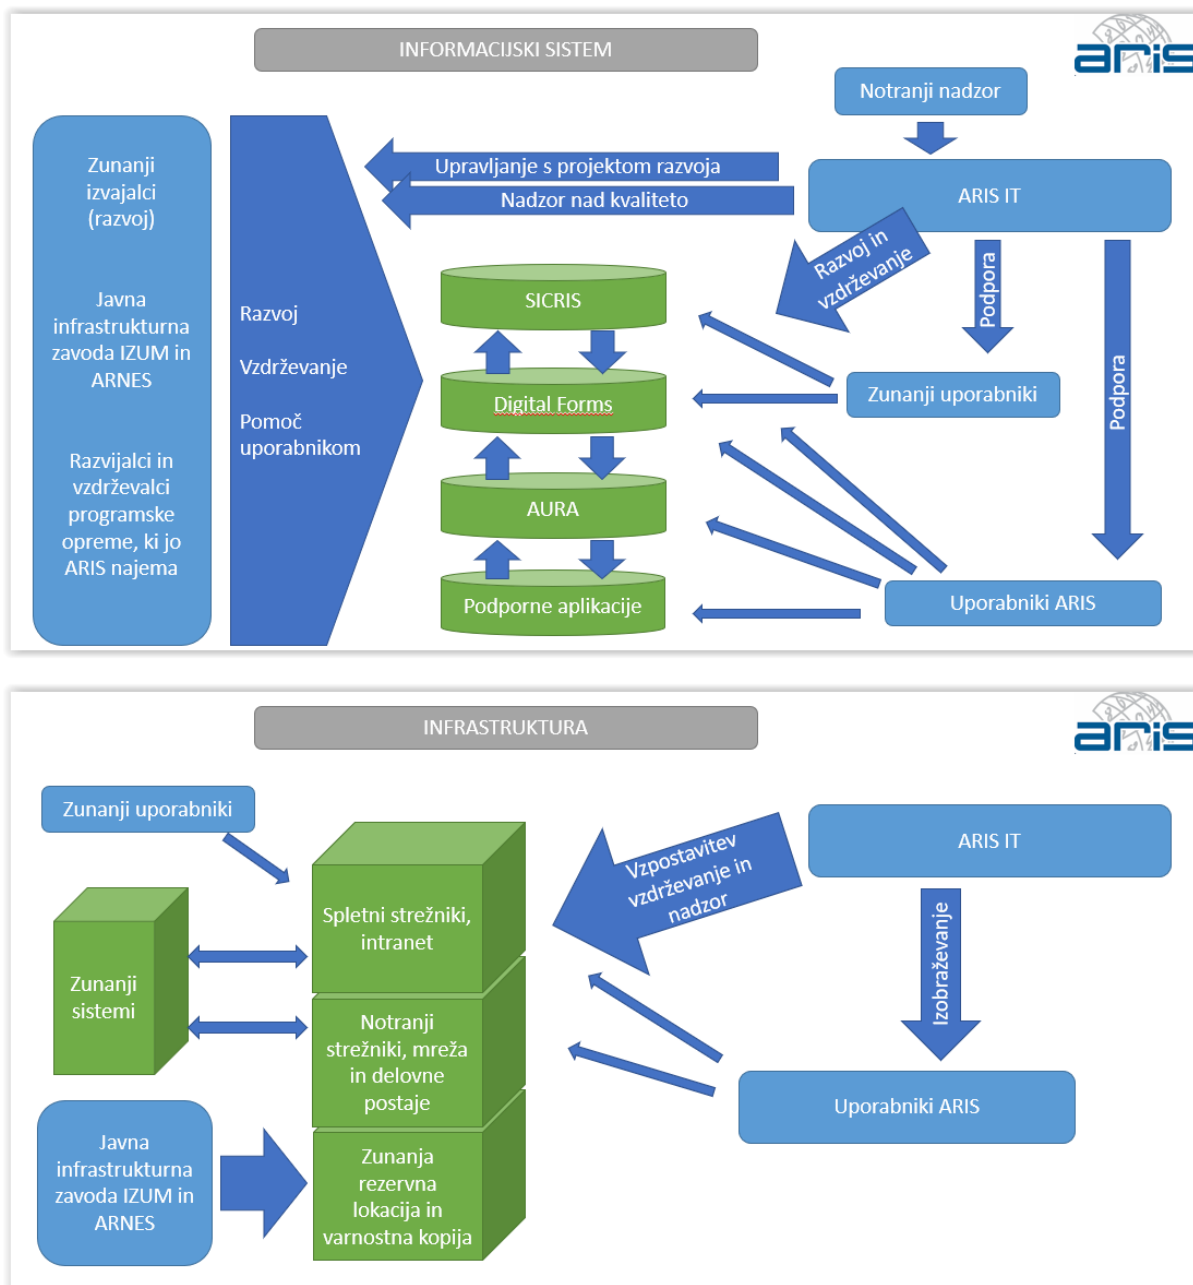 INFORMACIJSKI SISTEM
aris
Notranji nadzor
Zunanji
izvajalci
(razvoj)
Javna
infrastrukturna
zavoda IZUM in
ARNES
Razvijalci in
vzdrževalci
programske
opreme, ki jo
ARIS najema
Razvoj
Vzdrževanje
Pomoč
uporabnikom
Upravljanje s projektom razvoja
Nadzor nad kvaliteto
ARIS IT
Razvoj in
vzdrževanje
Podpora
Podpora
SICRIS
Digital Forms
AURA
Podporne aplikacije
Zunanji uporabniki
Uporabniki ARIS
INFRASTRUKTURA
aris
Zunanji uporabniki
Zunanji
sistemi
Javna
infrastrukturna
zavoda IZUM in
ARNES
Spletni strežniki,
intranet
Notranji
strežniki, mreža
in delovne
postaje
Zunanja
rezervna
lokacija in
varnostna kopija
Vzpostavitev
vzdrževanje in
nadzor
ARIS IT
Izobraževanje
Uporabniki ARIS